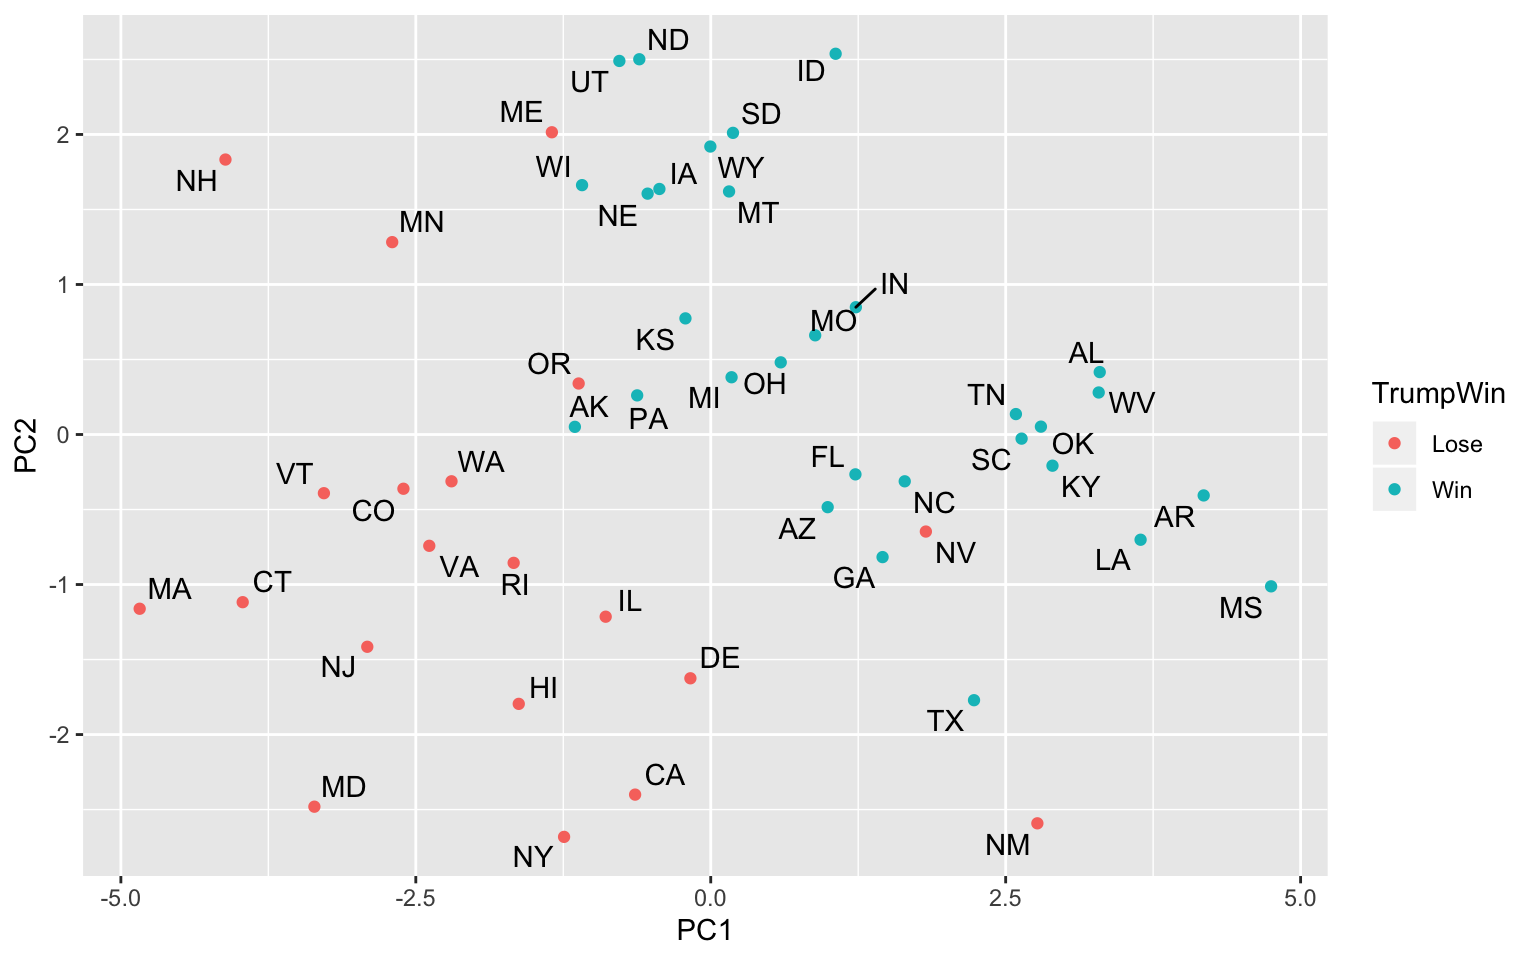 ND
UT
ID
ME
SD
WI
IA
WY
NH
NE
MT
MN
IN
MO
KS
OR
AL
MI
OH
TN
WV
AK
PA
OK
FL
SC
WA
VT
KY
CO
NC
AR
AZ
NV
VA
LA
RI
GA
MA
CT
IL
MS
DE
NJ
HI
TX
CA
MD
NM
NY
2
1
0
-1
-2
PC2
-5.0 -2.5 0.0 2.5 5.0
PC1
TrumpWin
Lose
Win